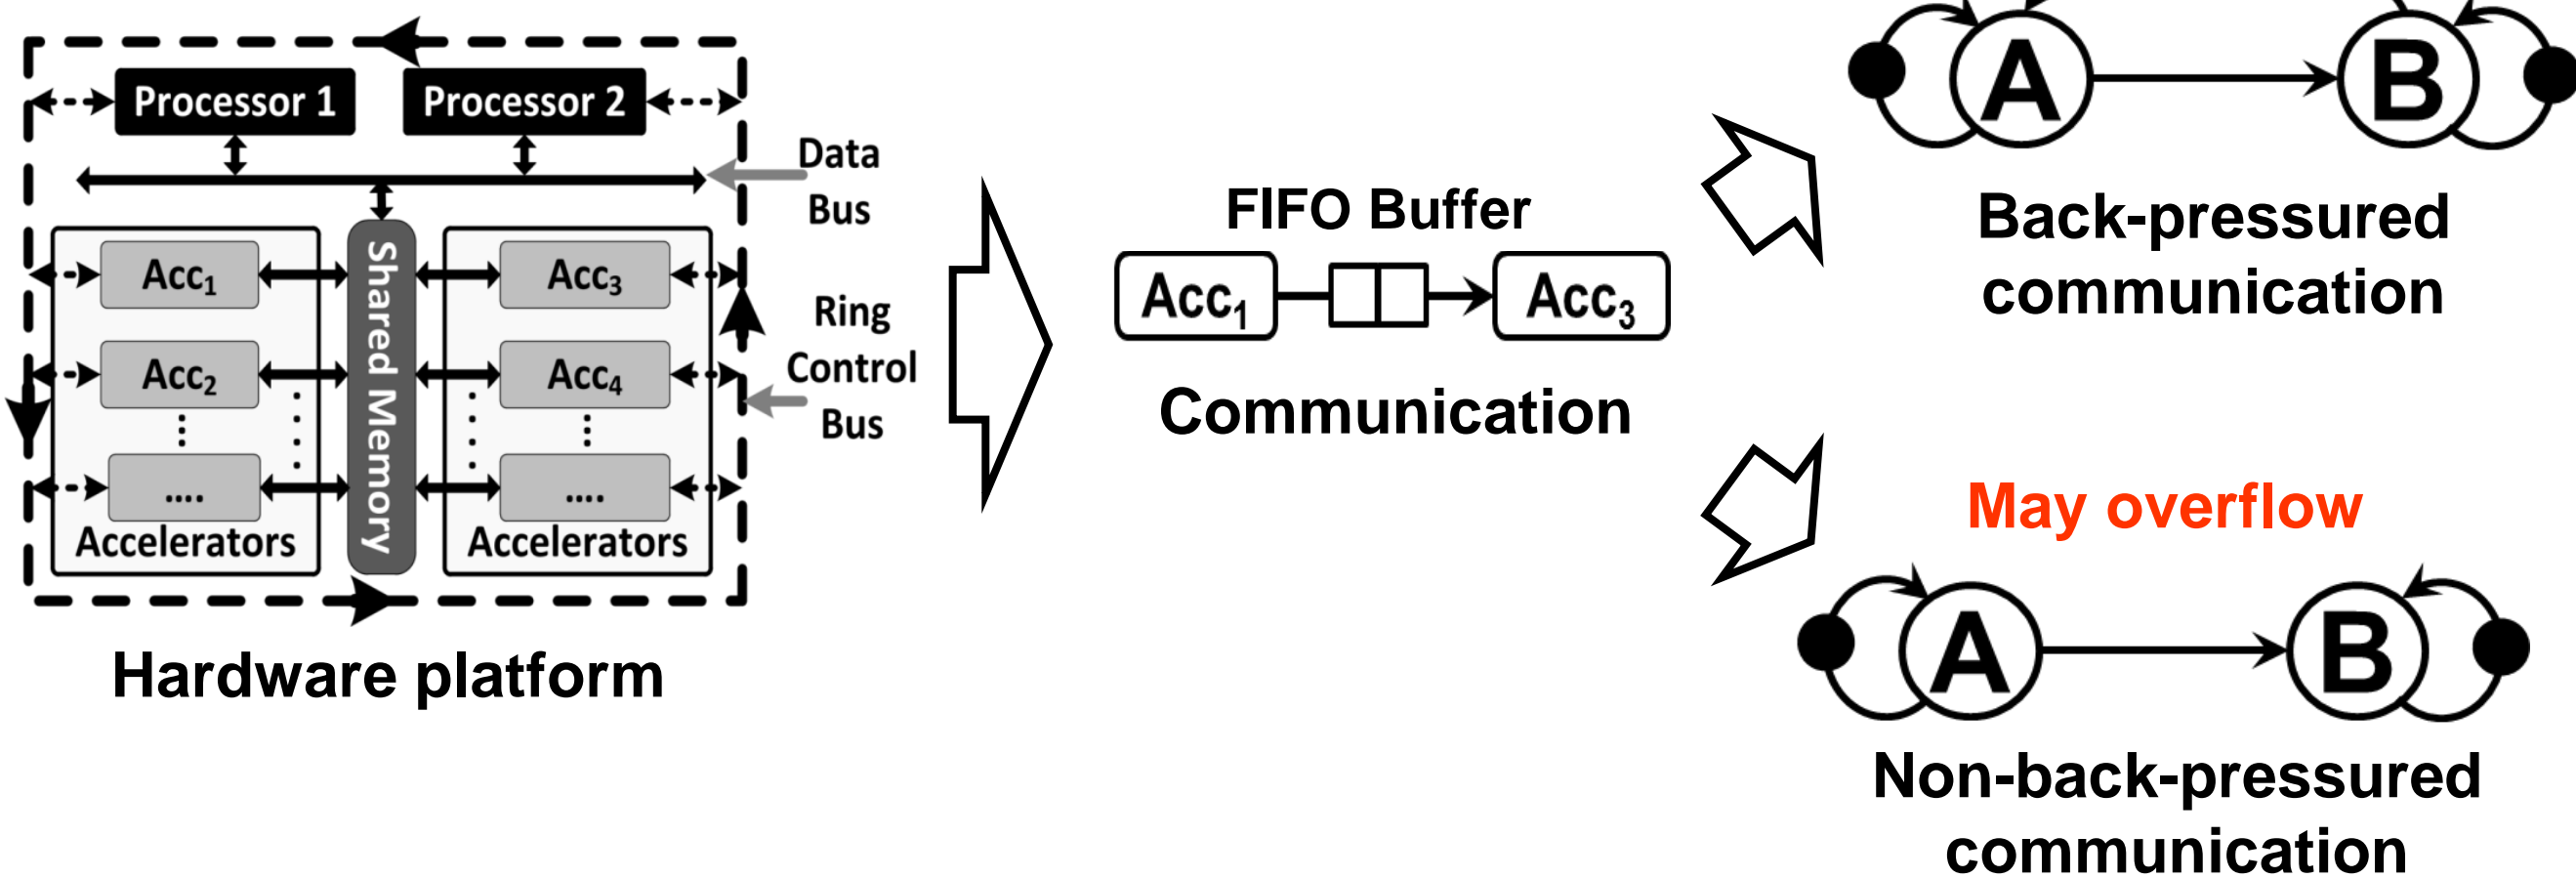 Processor 1
Processor 2
Data
Bus
Acc1
Acc2
....
Accelerators
Shared Memory
Acc3
Acc4
....
Accelerators
Ring
Control
Bus
Hardware platform
FIFO Buffer
Acc1
Acc3
Communication
A
B
Back-pressured
communication
May overflow
A
B
Non-back-pressured
communication